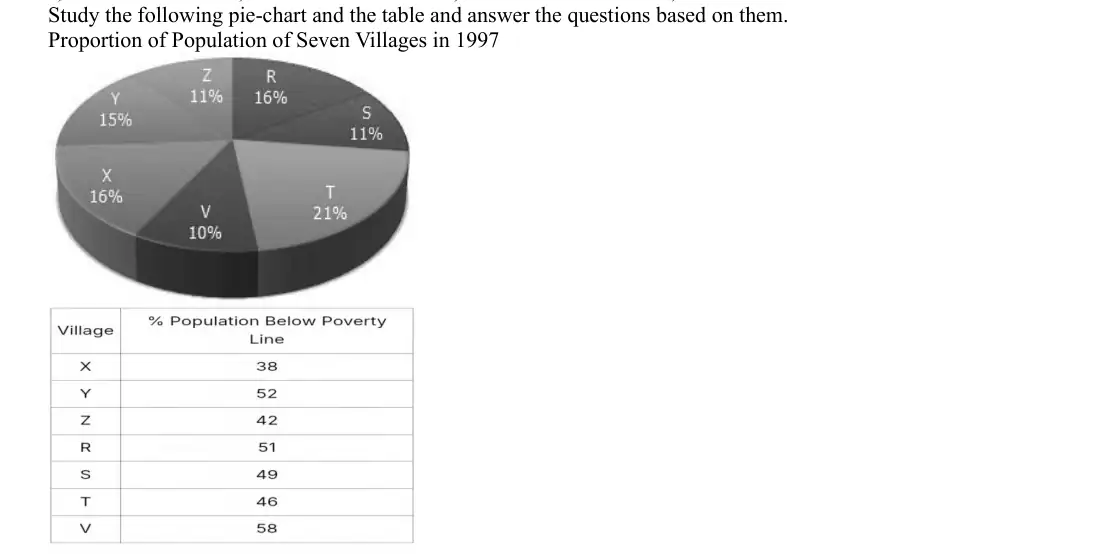 Study the following pie-chart and the table and answer the questions based on them.
Proportion of Population of Seven Villages in 1997
Z
11%
R
16%
Y
15%
S
11%
X
16%
T
21%
V
10%
Village % Population Below Poverty
Line
X 38
Y 52
Z 42
R 51
S 49
T 46
V 58